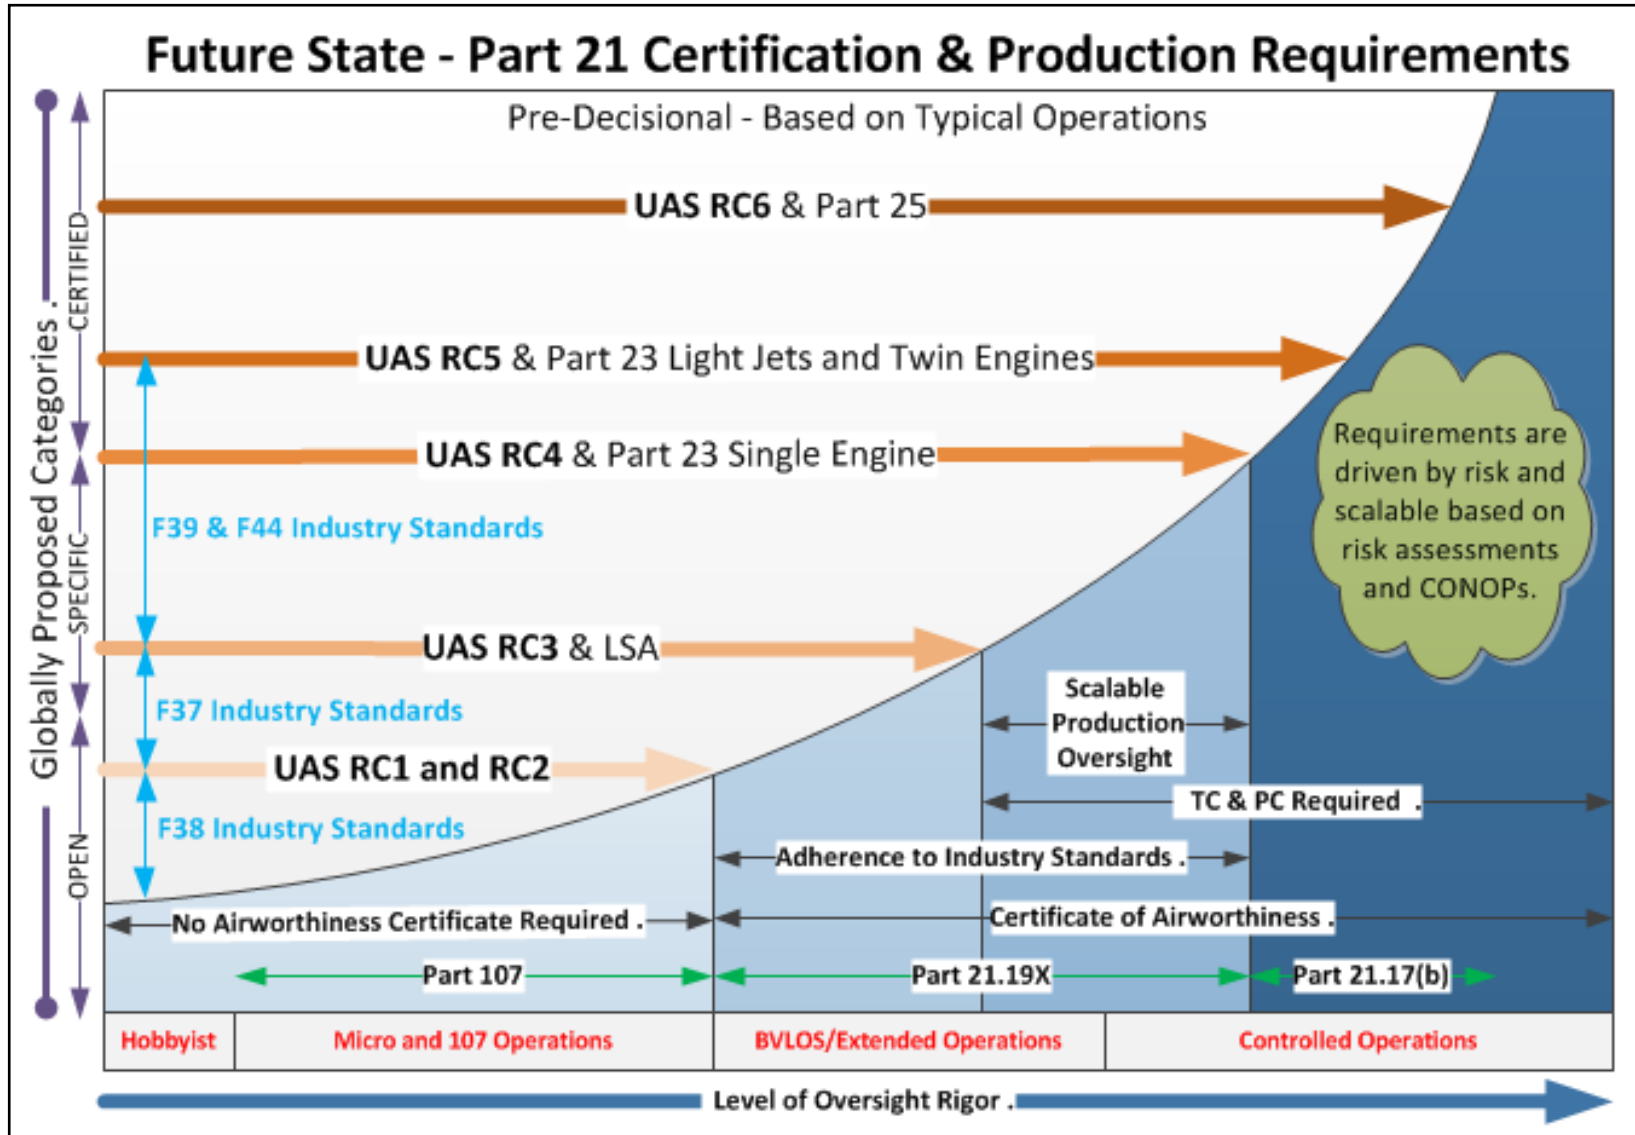 Future State - Part 21 Certification & Production Requirements
Pre-Decisional - Based on Typical Operations
Globally Proposed Categories .
CERTIFIED
SPECIFIC
OPEN
UAS RC6 & Part 25
UAS RC5 & Part 23 Light Jets and Twin Engines
UAS RC4 & Part 23 Single Engine
F39 & F44 Industry Standards
UAS RC3 & LSA
F37 Industry Standards
UAS RC1 and RC2
F38 Industry Standards
Requirements are
driven by risk and
scalable based on
risk assessments
and CONOPs.
Scalable
Production
Oversight
TC & PC Required .
Adherence to Industry Standards .
No Airworthiness Certificate Required .
Certificate of Airworthiness .
Part 107
Part 21.19X
Part 21.17(b)
Hobbyist
Micro and 107 Operations
BVLOS/Extended Operations
Controlled Operations
Level of Oversight Rigor .